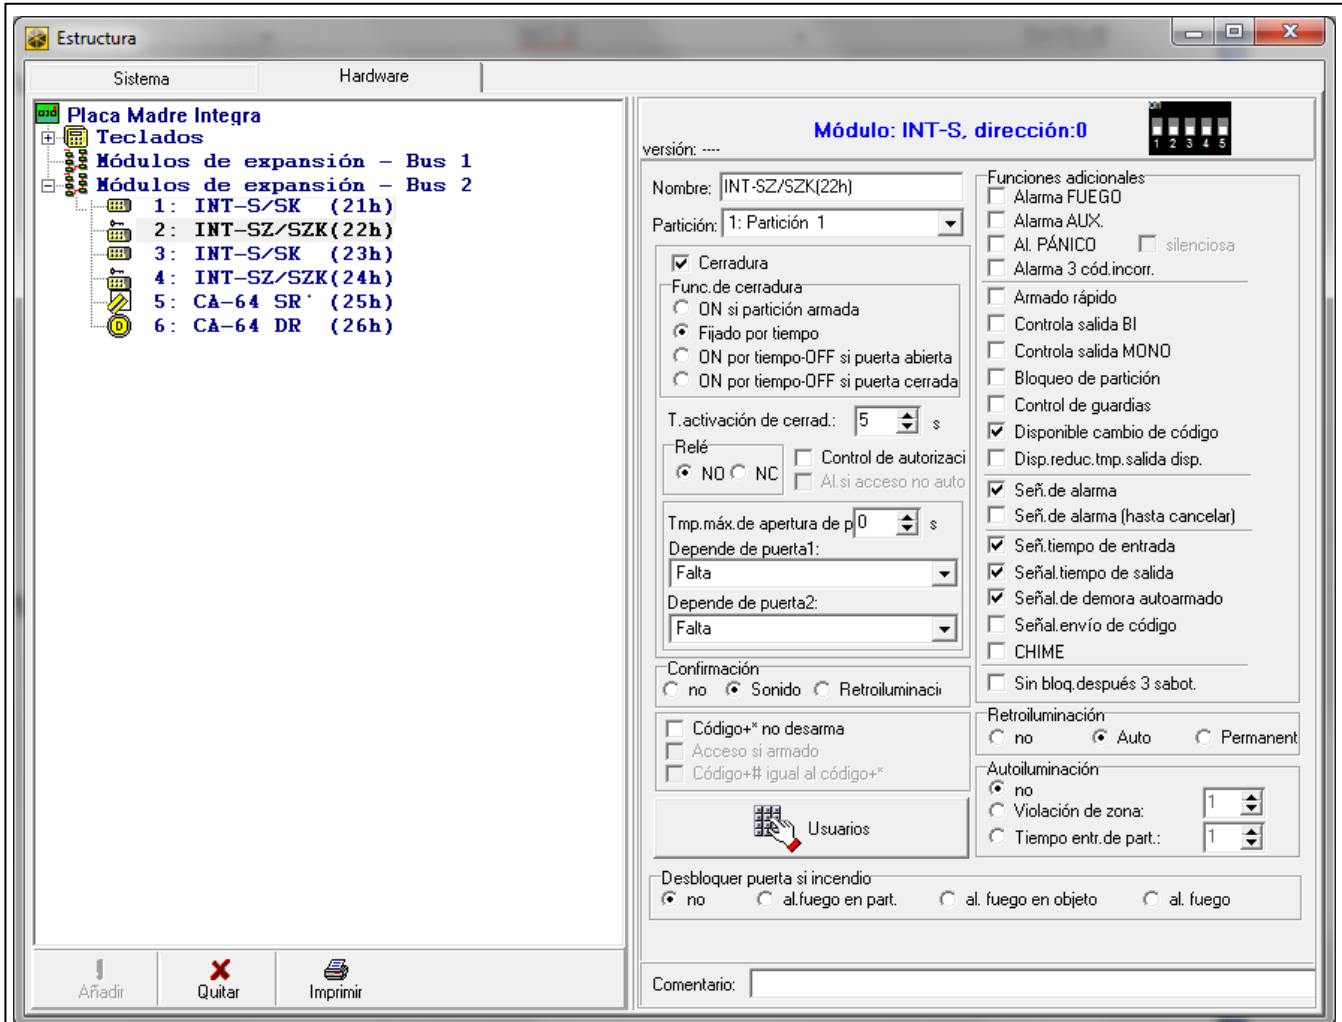 Estructura
Sistema
Hardware
Placa Madre Integra
Teclados
Módulos de expansión - Bus 1
Módulos de expansión - Bus 2
1: INT-S/SK (21h)
2: INT-SZ/SZK(22h)
3: INT-S/SK (23h)
4: INT-SZ/SZK(24h)
5: CA-64 SR (25h)
6: CA-64 DR (26h)
Añadir
Quitar
Imprimir
Módulo: INT-S, dirección:0
on
1 2 3 4 5
versión: ----
Nombre: INT-SZ/SZK(22h)
Partición: 1: Partición 1
Cerradura
Func.de cerradura
ON si partición armada
Fijado por tiempo
ON por tiempo-OFF si puerta abierta
ON por tiempo-OFF si puerta cerrada
T.activación de cerrad.: 5 s
Relé
NO NC
Control de autorizaci
Al.si acceso no auto
Tmp.máx.de apertura de p 0 s
Depende de puerta1:
Falta
Depende de puerta2:
Falta
Confirmación
no Sonido Retroiluminaci
Código+* no desarma
Acceso si armado
Código+# igual al código+*
Usuarios
Funciones adicionales
Alarma FUEGO
Alarma AUX.
Al. PÁNICO silenciosa
Alarma 3 cód.incorr.
Armado rápido
Controla salida BI
Controla salida MONO
Bloqueo de partición
Control de guardias
Disponible cambio de código
Disp.reduc.tmp.salida disp.
Señ.de alarma
Señ.de alarma (hasta cancelar)
Señ.tiempo de entrada
Señal.tiempo de salida
Señal.de demora autoarmado
Señal.envío de código
CHIME
Sin bloq.después 3 sabot.
Retroiluminación
no Auto Permanent
Autoiluminación
no
Violación de zona: 1
Tiempo entr.de part.: 1
Desbloquer puerta si incendio
no al.fuego en part. al. fuego en objeto al. fuego
Comentario: